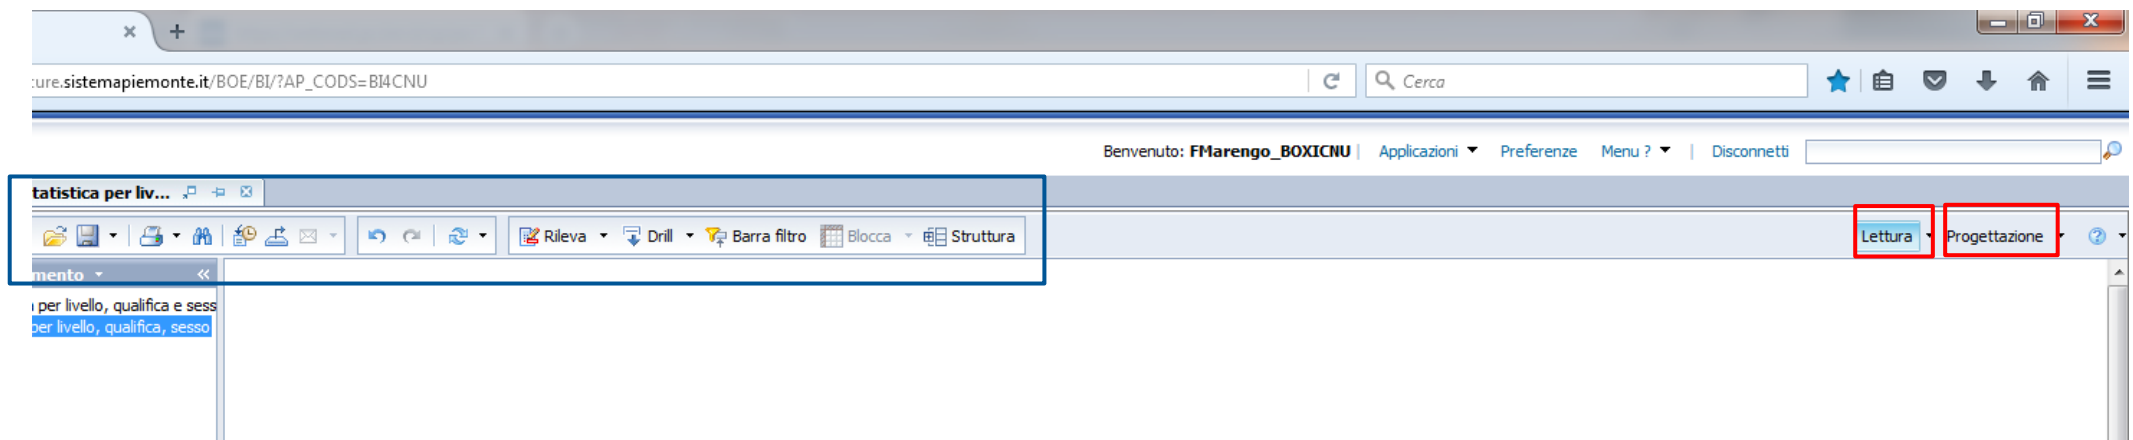 :ure.sistemapiemonte.it/BOE/BI/?AP_CODS=BI4CNU
Cerca
Benvenuto: FMarengo_BOXICNU | Applicazioni Preferenze Menu ? | Disconnetti
tatistica per liv...
Rileva Drill Barra filtro Blocca Struttura Lettura Progettazione
mento
per livello, qualifica e sess
per livello, qualifica, sesso